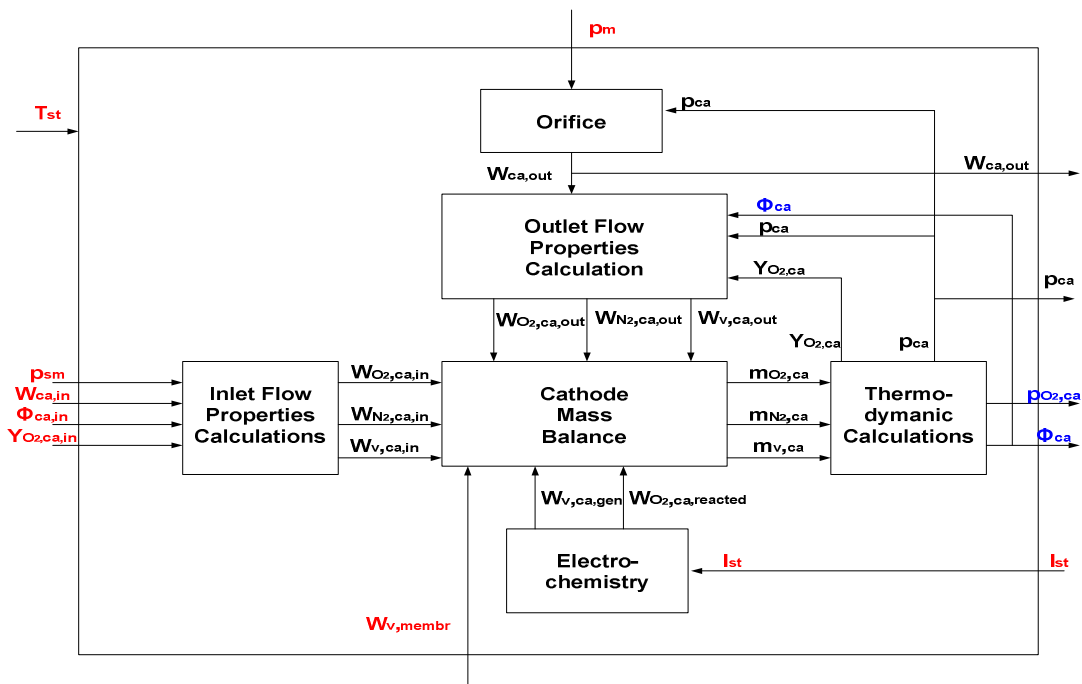 pm
Tst
pca
Orifice
Wca,out
Wca,out
Φca
Outlet Flow
Properties
Calculation
pca
YO2,ca
pca
WO2,ca,out
WN2,ca,out
Wv,ca,out
YO2,ca
pca
psm
Wca,in
Φca,in
YO2,ca,in
Inlet Flow
Properties
Calculations
WO2,ca,in
WN2,ca,in
Wv,ca,in
Cathode
Mass
Balance
mO2,ca
mN2,ca
mv,ca
Thermo-
dymanic
Calculations
pO2,ca
Φca
Wv,ca,gen
WO2,ca,reacted
Electro-
chemistry
Ist
Ist
Wv,membr